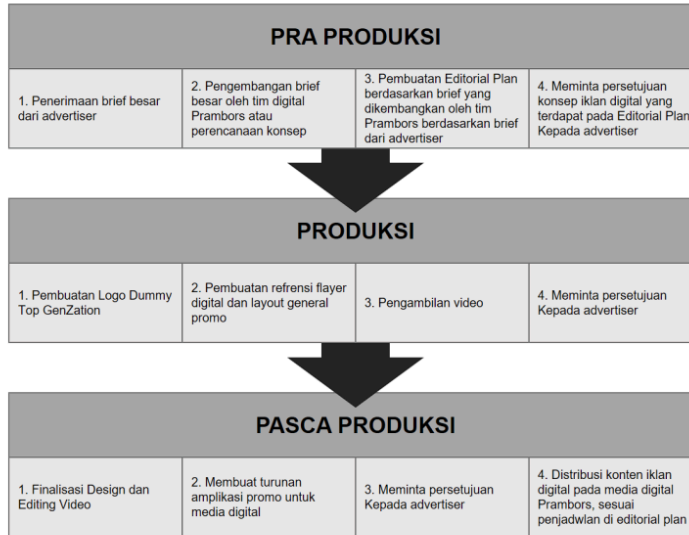 PRA PRODUKSI
1. Penerimaan brief besar
dari advertiser
2. Pengembangan brief
besar oleh tim digital
Prambors atau
perencanaan konsep
3. Pembuatan Editorial Plan
berdasarkan brief yang
dikembangkan oleh tim
Prambors berdasarkan brief
dari advertiser
4. Meminta persetujuan
konsep iklan digital yang
terdapat pada Editorial Plan
Kepada advertiser
PRODUKSI
1. Pembuatan Logo Dummy
Top GenZation
2. Pembuatan refrensi flayer
digital dan layout general
promo
3. Pengambilan video
4. Meminta persetujuan
Kepada advertiser
PASCA PRODUKSI
1. Finalisasi Design dan
Editing Video
2. Membuat turunan
amplikasi promo untuk
media digital
3. Meminta persetujuan
Kepada advertiser
4. Distribusi konten iklan
digital pada media digital
Prambors, sesuai
penjadwlan di editorial plan